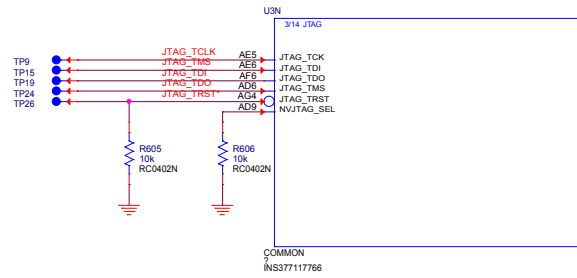 U3N
3/14 JTAG
TP9 JTAG_TCLK AE5 JTAG_TCK
TP15 JTAG_TMS AE6 JTAG_TDI
TP19 JTAG_TDI AF6 JTAG_TDO
TP24 JTAG_TDO AD6 JTAG_TMS
TP26 JTAG_TRST* AG4 JTAG_TRST
AD9 NVJTAG_SEL
R605 R606
10k 10k
RC0402N RC0402N
COMMON
?
INS377117766